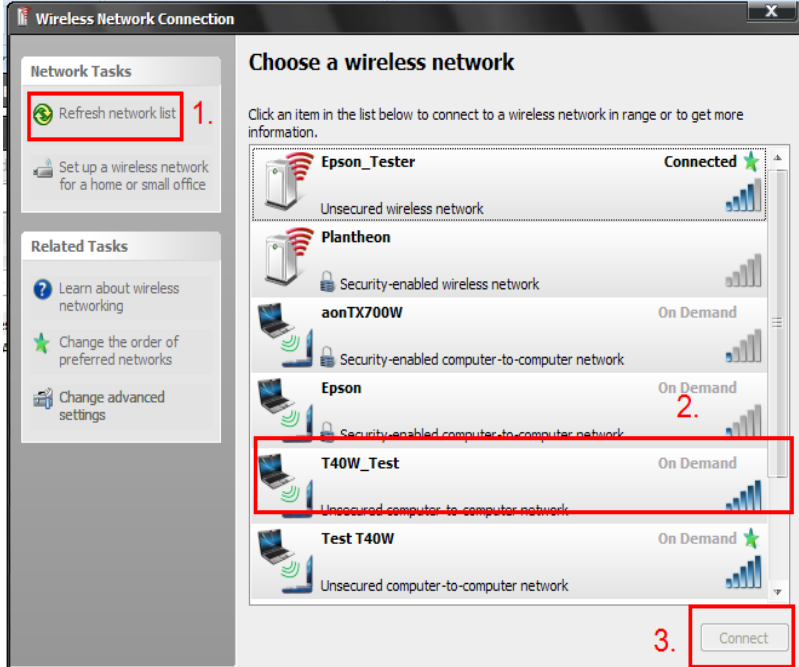 Wireless Network Connection
X
Network Tasks
Refresh network list
1.
Set up a wireless network
for a home or small office
Related Tasks
Learn about wireless
networking
Change the order of
preferred networks
Change advanced
settings
Choose a wireless network
Click an item in the list below to connect to a wireless network in range or to get more
information.
Epson_Tester Connected
Unsecured wireless network
Plantheon
Security-enabled wireless network
aonTX700W On Demand
Security-enabled computer-to-computer network
Epson On Demand
2.
Security-enabled computer-to-computer network
T40W_Test On Demand
Unsecured computer-to-computer network
Test T40W On Demand
Unsecured computer-to-computer network
3. Connect